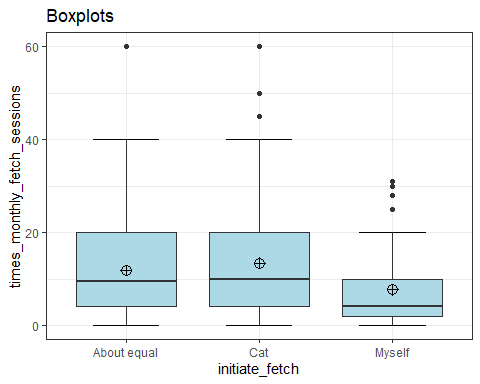 Boxplots
times_monthly_fetch_sessions
60
40
20
0
About equal
Cat
Myself
initiate_fetch